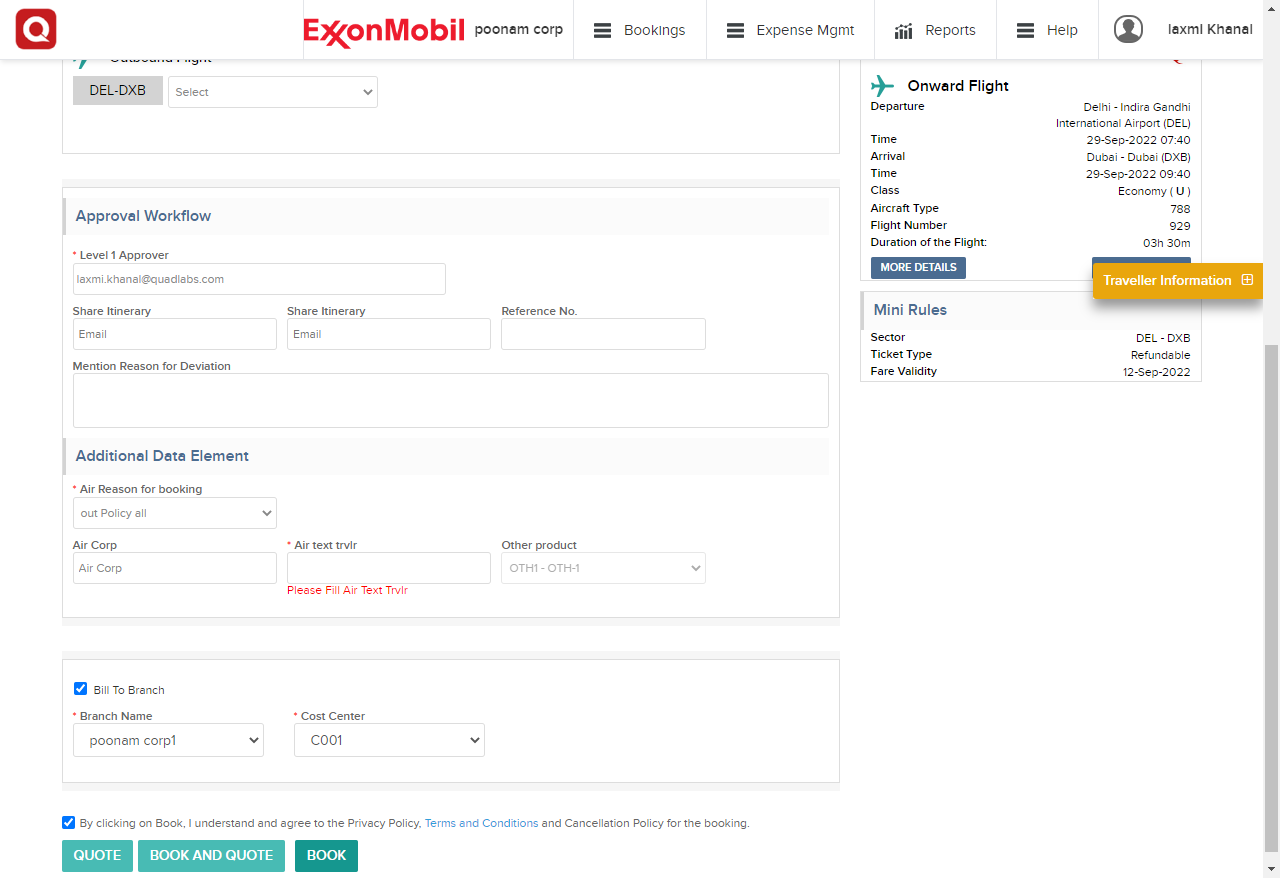 Q
ExxonMobil
poonam corp
Bookings
Expense Mgmt
Reports
Help
laxmi Khanal
Outbound Flight
DEL-DXB
Select
Approval Workflow
* Level 1 Approver
laxmi.khanal@quadlabs.com
Share Itinerary
Share Itinerary
Reference No.
Email
Email
Mention Reason for Deviation
Additional Data Element
* Air Reason for booking
out Policy all
Air Corp
* Air text trvlr
Other product
Air Corp
OTH1 - OTH-1
Please Fill Air Text Trvlr
Bill To Branch
* Branch Name
* Cost Center
poonam corp1
C001
By clicking on Book, I understand and agree to the Privacy Policy, Terms and Conditions and Cancellation Policy for the booking.
QUOTE
BOOK AND QUOTE
BOOK
Onward Flight
Departure Delhi - Indira Gandhi
International Airport (DEL)
Time 29-Sep-2022 07:40
Arrival Dubai - Dubai (DXB)
Time 29-Sep-2022 09:40
Class Economy ( U )
Aircraft Type 788
Flight Number 929
Duration of the Flight: 03h 30m
MORE DETAILS
Traveller Information
Mini Rules
Sector DEL - DXB
Ticket Type Refundable
Fare Validity 12-Sep-2022